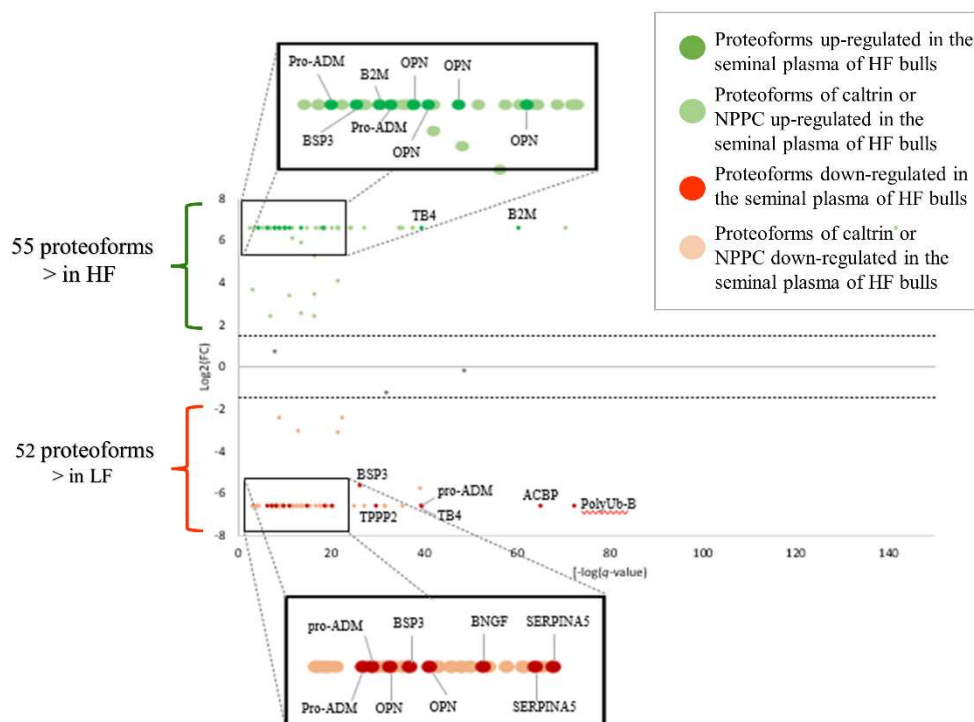 Proteoforms up-regulated in the
seminal plasma of HF bulls
Proteoforms of caltrin or
NPPC up-regulated in the
seminal plasma of HF bulls
Proteoforms down-regulated in
the seminal plasma of HF bulls
Proteoforms of caltrin or
NPPC down-regulated in the
seminal plasma of HF bulls
Pro-ADM
B2M
OPN
OPN
BSP3
Pro-ADM
OPN
OPN
55 proteoforms
> in HF
52 proteoforms
> in LF
Log2(FC)
8
6
4
2
0
-2
-4
-6
-8
TB4
B2M
BSP3
TPPP2
pro-ADM
TB4
ACBP
PolyUb-B
0
20
40
60
80
100
120
140
[-log(q-value)
pro-ADM
BSP3
BNGF
SERPINA5
Pro-ADM
OPN
OPN
SERPINA5